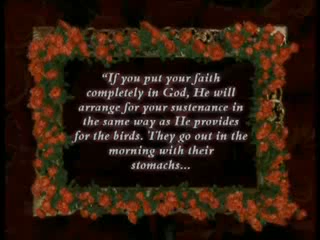 “If you put your faith
completely in God, He will
arrange for your sustenance in
the same way as He provides
for the birds. They go out in the
morning with their
stomachs...